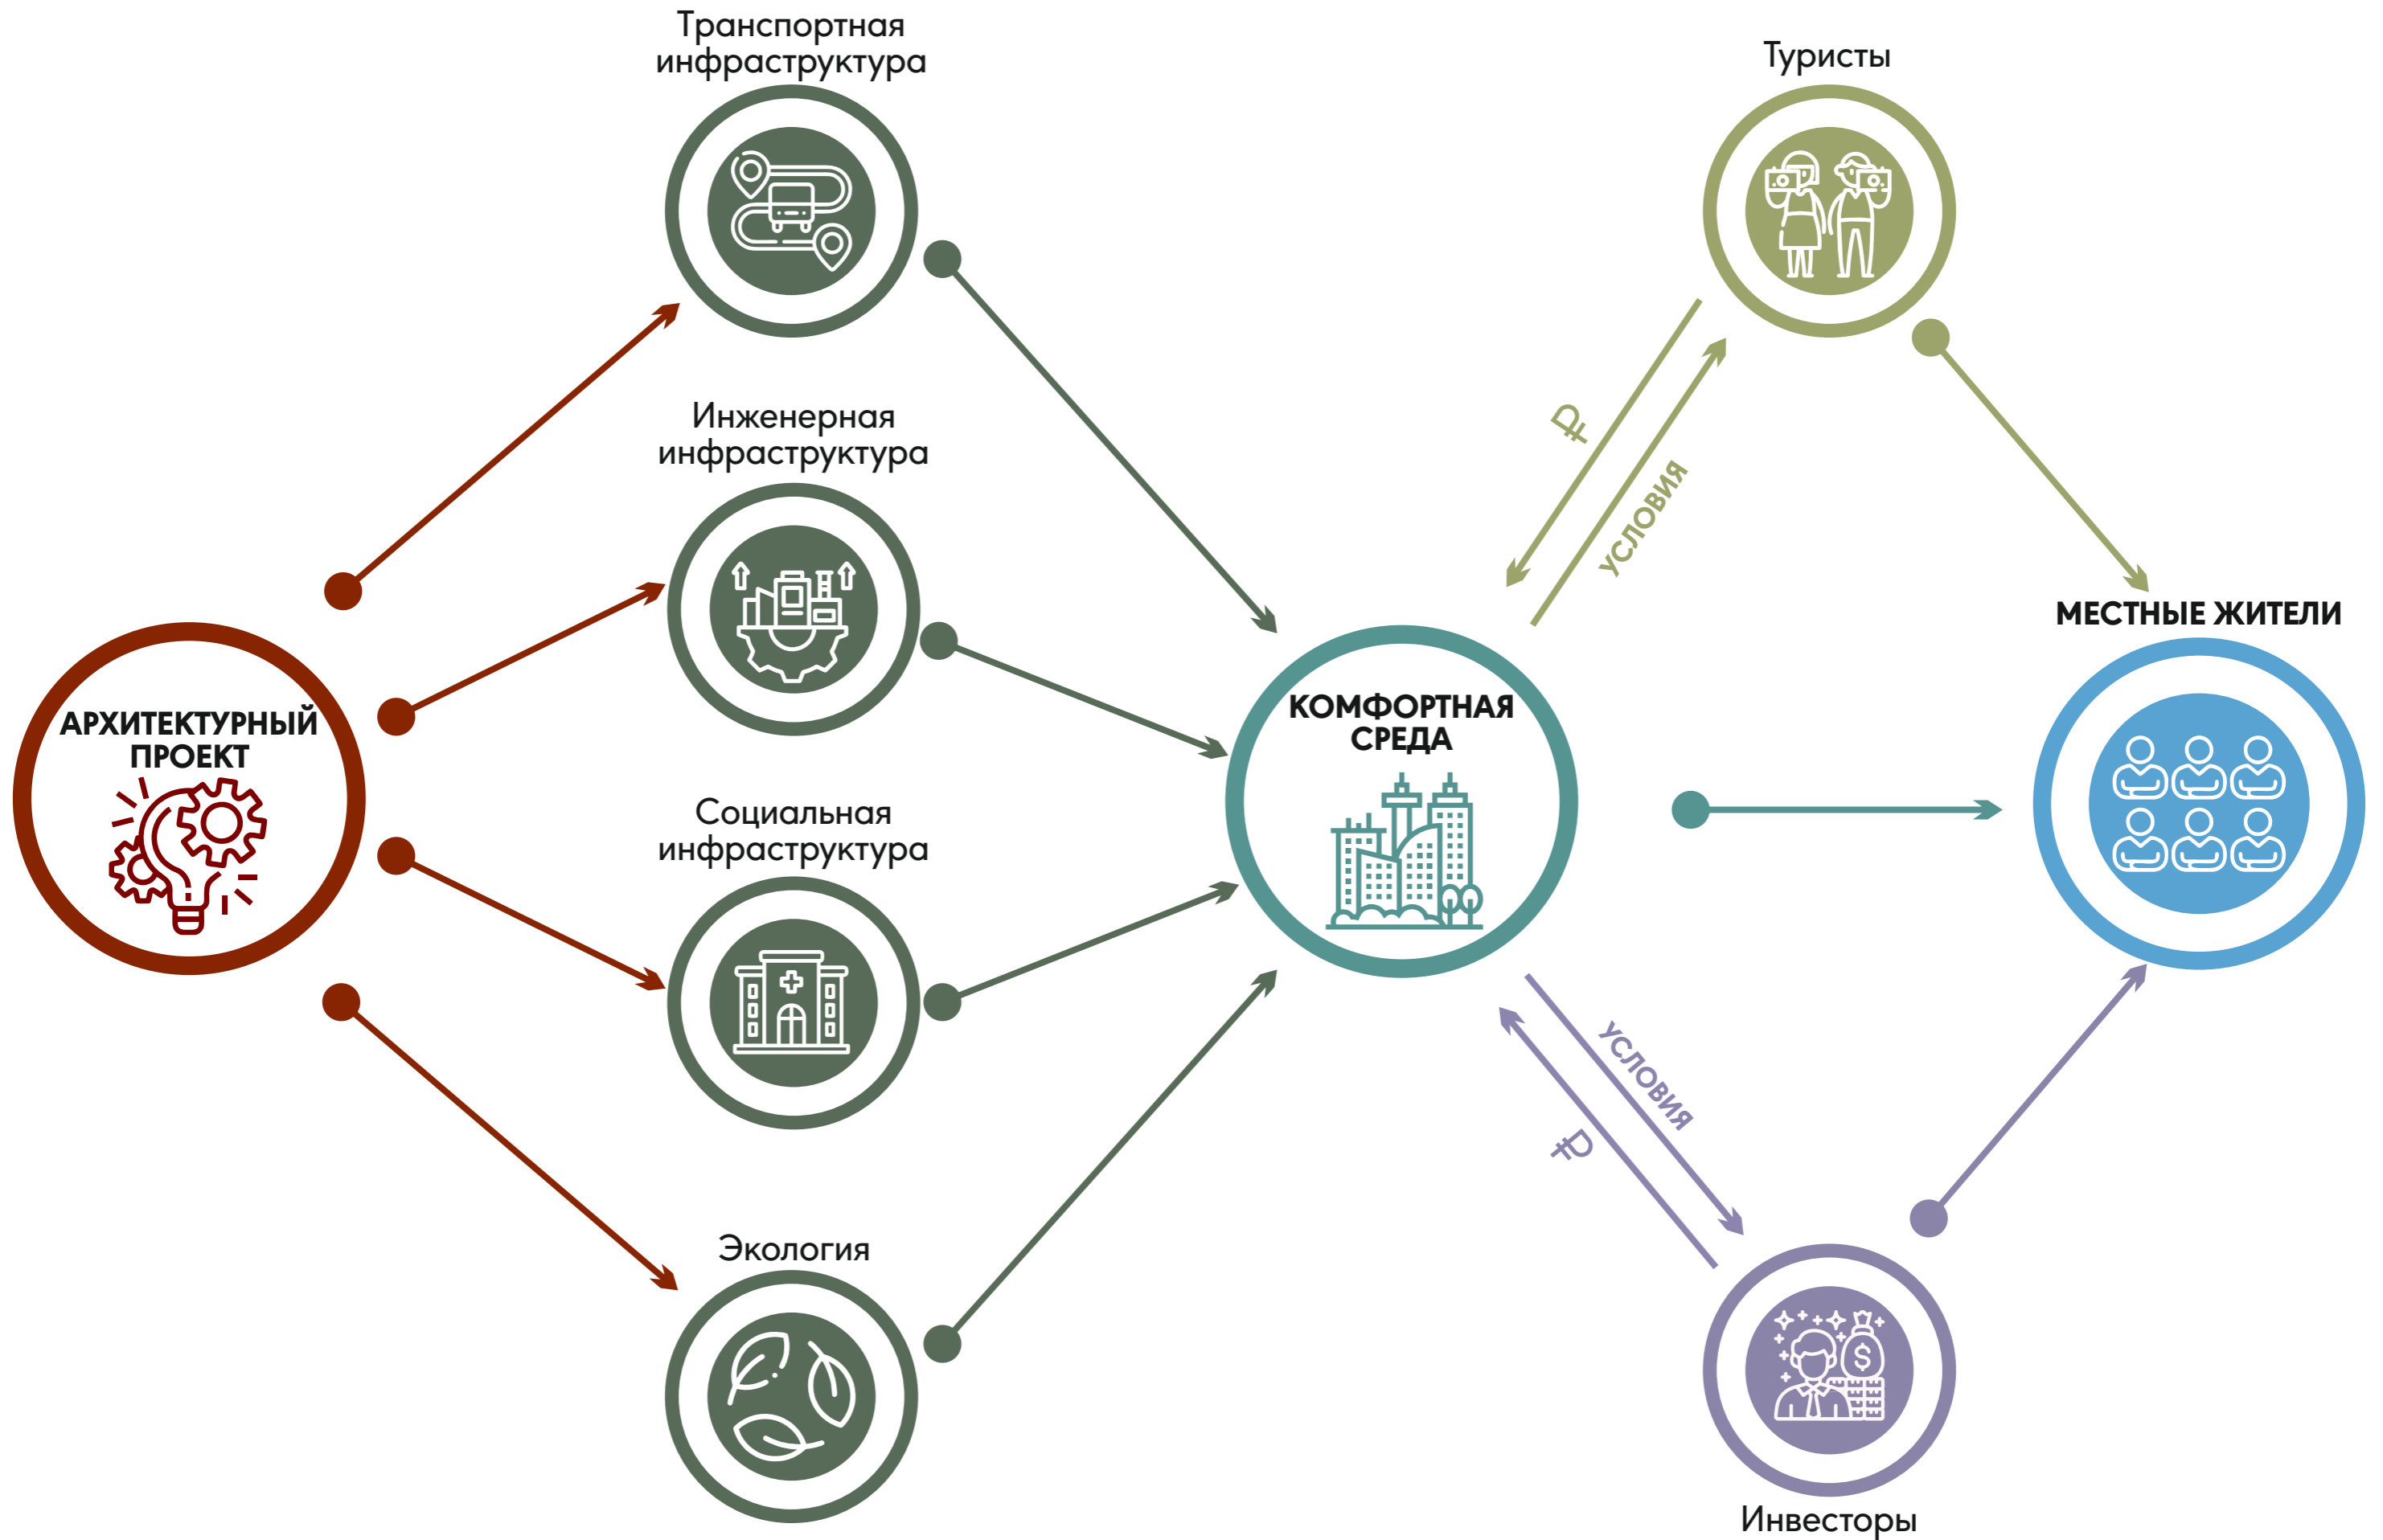 Транспортная
инфраструктура
Туристы
Инженерная
инфраструктура
₽
УСЛОВИЯ
МЕСТНЫЕ ЖИТЕЛИ
АРХИТЕКТУРНЫЙ
ПРОЕКТ
КОМФОРТНАЯ
СРЕДА
Социальная
инфраструктура
УСЛОВИЯ
₽
Экология
$
Инвесторы